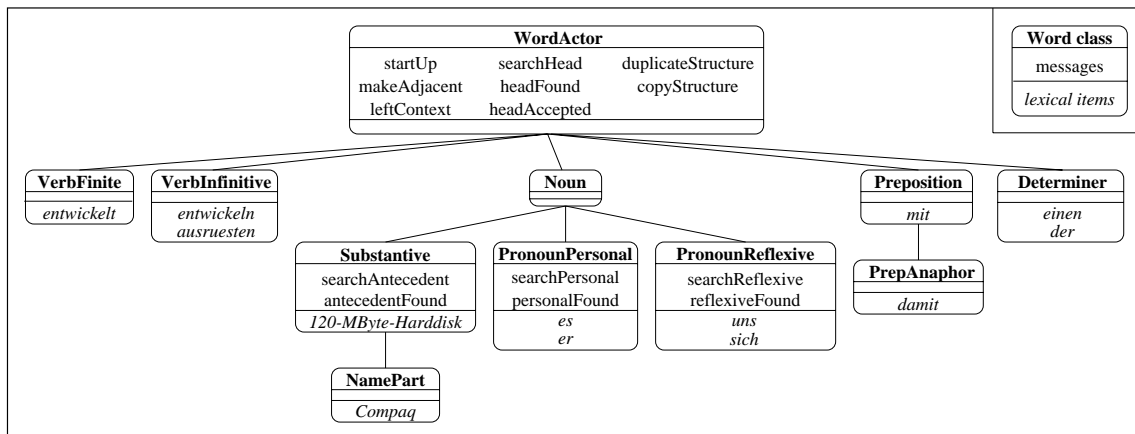 WordActor
startUp searchHead duplicateStructure
makeAdjacent headFound copyStructure
leftContext headAccepted
Word class
messages
lexical items
VerbFinite
entwickelt
VerbInfinitive
entwickeln
ausruesten
Noun
Preposition
mit
Determiner
einen
der
Substantive
searchAntecedent
antecedentFound
120-MByte-Harddisk
PronounPersonal
searchPersonal
personalFound
es
er
PronounReflexive
searchReflexive
reflexiveFound
uns
sich
PrepAnaphor
damit
NamePart
Compaq